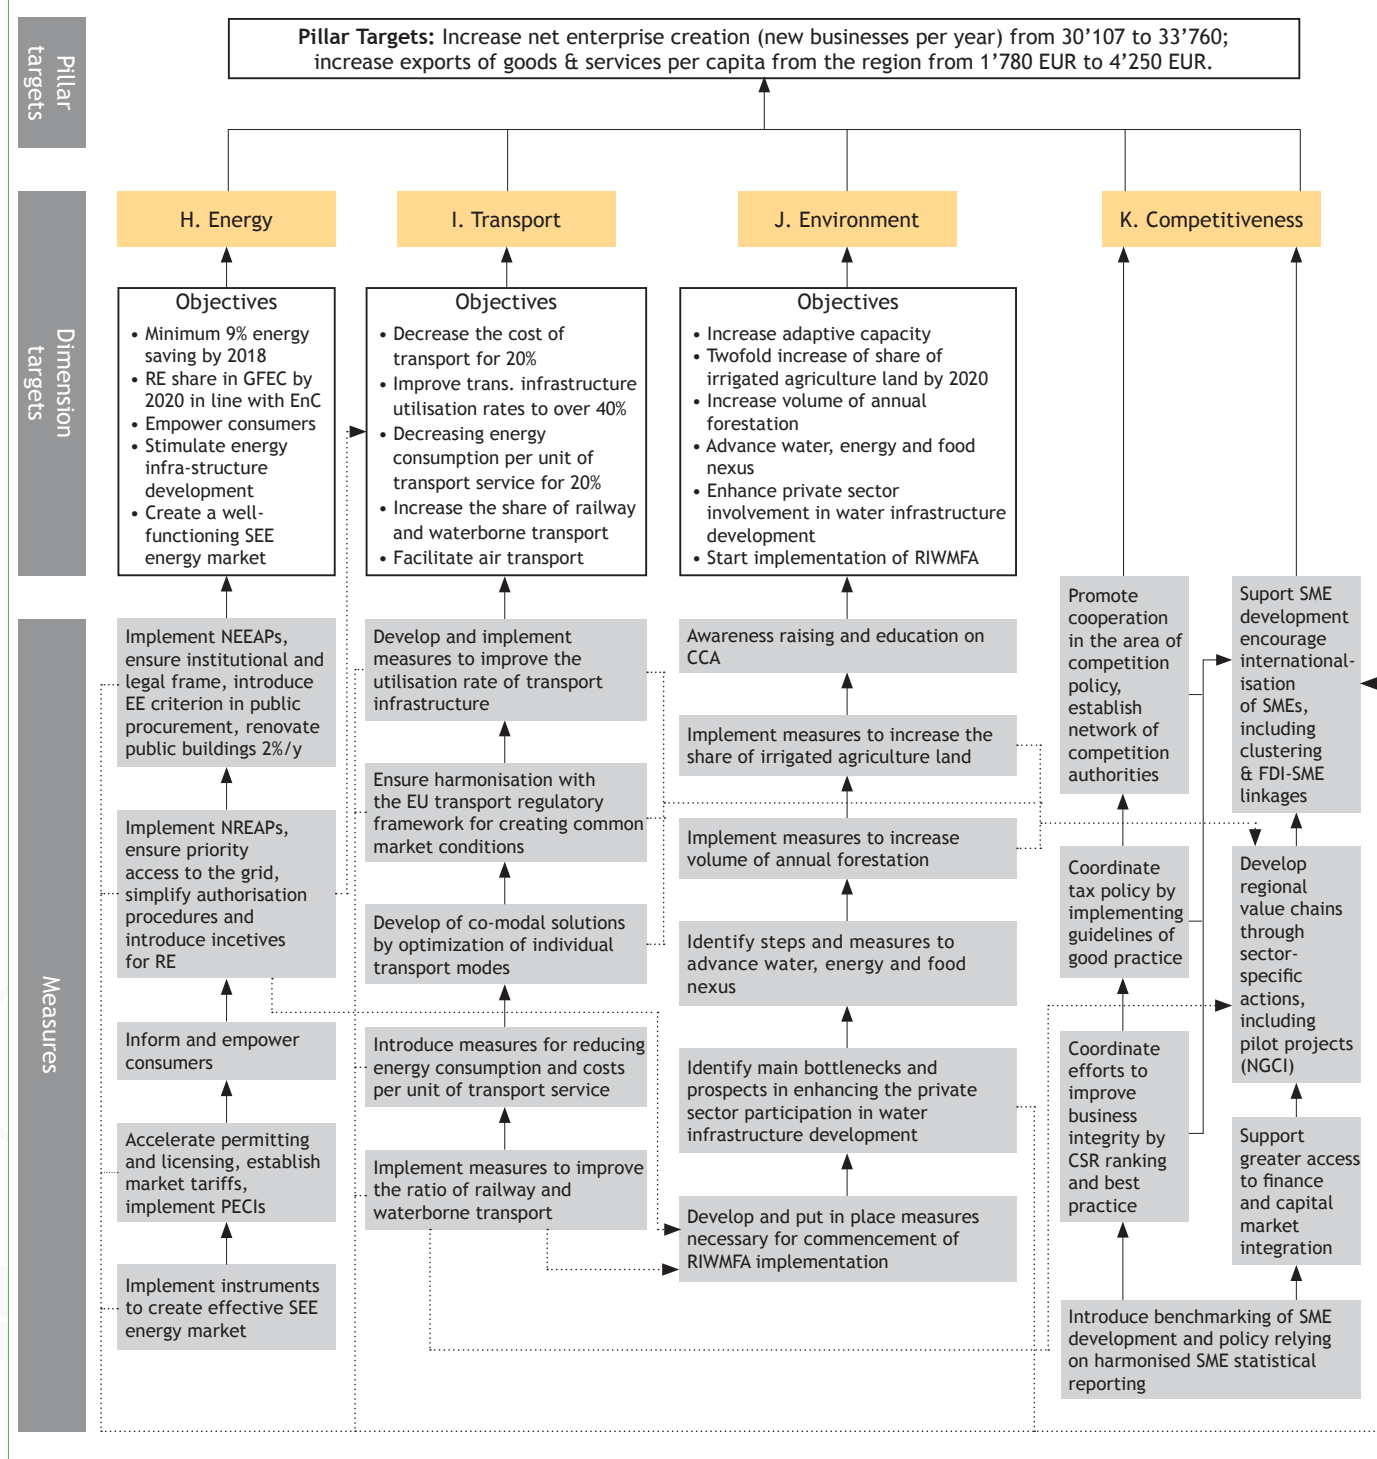 Pillar
targets
Pillar Targets: Increase net enterprise creation (new businesses per year) from 30’107 to 33’760;
increase exports of goods & services per capita from the region from 1’780 EUR to 4’250 EUR.
Dimension
targets
H. Energy
I. Transport
J. Environment
K. Competitiveness
Objectives
• Minimum 9% energy
saving by 2018
• RE share in GFEC by
2020 in line with EnC
• Empower consumers
• Stimulate energy
infra-structure
development
• Create a well-
functioning SEE
energy market
Objectives
• Decrease the cost of
transport for 20%
• Improve trans. infrastructure
utilisation rates to over 40%
• Decreasing energy
consumption per unit of
transport service for 20%
• Increase the share of railway
and waterborne transport
• Facilitate air transport
Objectives
• Increase adaptive capacity
• Twofold increase of share of
irrigated agriculture land by 2020
• Increase volume of annual
forestation
• Advance water, energy and food
nexus
• Enhance private sector
involvement in water infrastructure
development
• Start implementation of RIWMFA
Measures
Implement NEEAPs,
ensure institutional and
legal frame, introduce
EE criterion in public
procurement, renovate
public buildings 2%/y
Implement NREAPs,
ensure priority
access to the grid,
simplify authorisation
procedures and
introduce incetives
for RE
Inform and empower
consumers
Accelerate permitting
and licensing, establish
market tariffs,
implement PECIs
Implement instruments
to create effective SEE
energy market
Develop and implement
measures to improve the
utilisation rate of transport
infrastructure
Ensure harmonisation with
the EU transport regulatory
framework for creating common
market conditions
Develop of co-modal solutions
by optimization of individual
transport modes
Introduce measures for reducing
energy consumption and costs
per unit of transport service
Implement measures to improve
the ratio of railway and
waterborne transport
Awareness raising and education on
CCA
Implement measures to increase the
share of irrigated agriculture land
Implement measures to increase
volume of annual forestation
Identify steps and measures to
advance water, energy and food
nexus
Identify main bottlenecks and
prospects in enhancing the private
sector participation in water
infrastructure development
Develop and put in place measures
necessary for commencement of
RIWMFA implementation
Promote
cooperation
in the area of
competition
policy,
establish
network of
competition
authorities
Coordinate
tax policy by
implementing
guidelines of
good practice
Coordinate
efforts to
improve
business
integrity by
CSR ranking
and best
practice
Suport SME
development
encourage
international-
isation
of SMEs,
including
clustering
& FDI-SME
linkages
Develop
regional
value chains
through
sector-
specific
actions,
including
pilot projects
(NGCI)
Support
greater access
to finance
and capital
market
integration
Introduce benchmarking of SME
development and policy relying
on harmonised SME statistical
reporting